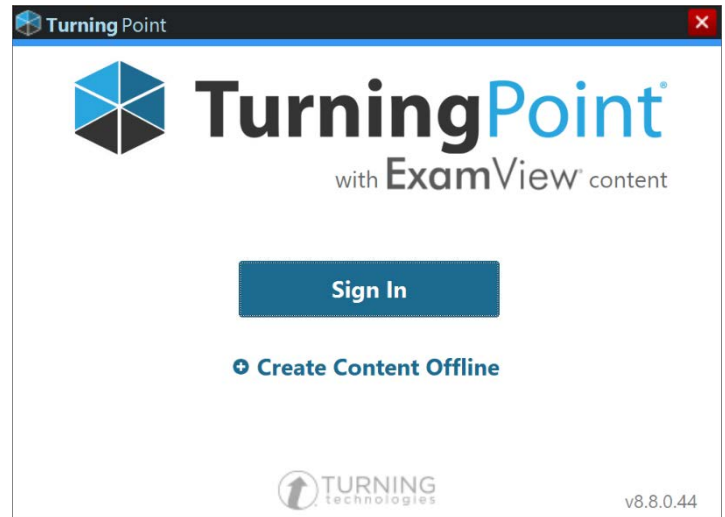 Turning Point
TurningPoint®
with ExamView® content
Sign In
Create Content Offline
TURNING
technologies
v8.8.0.44